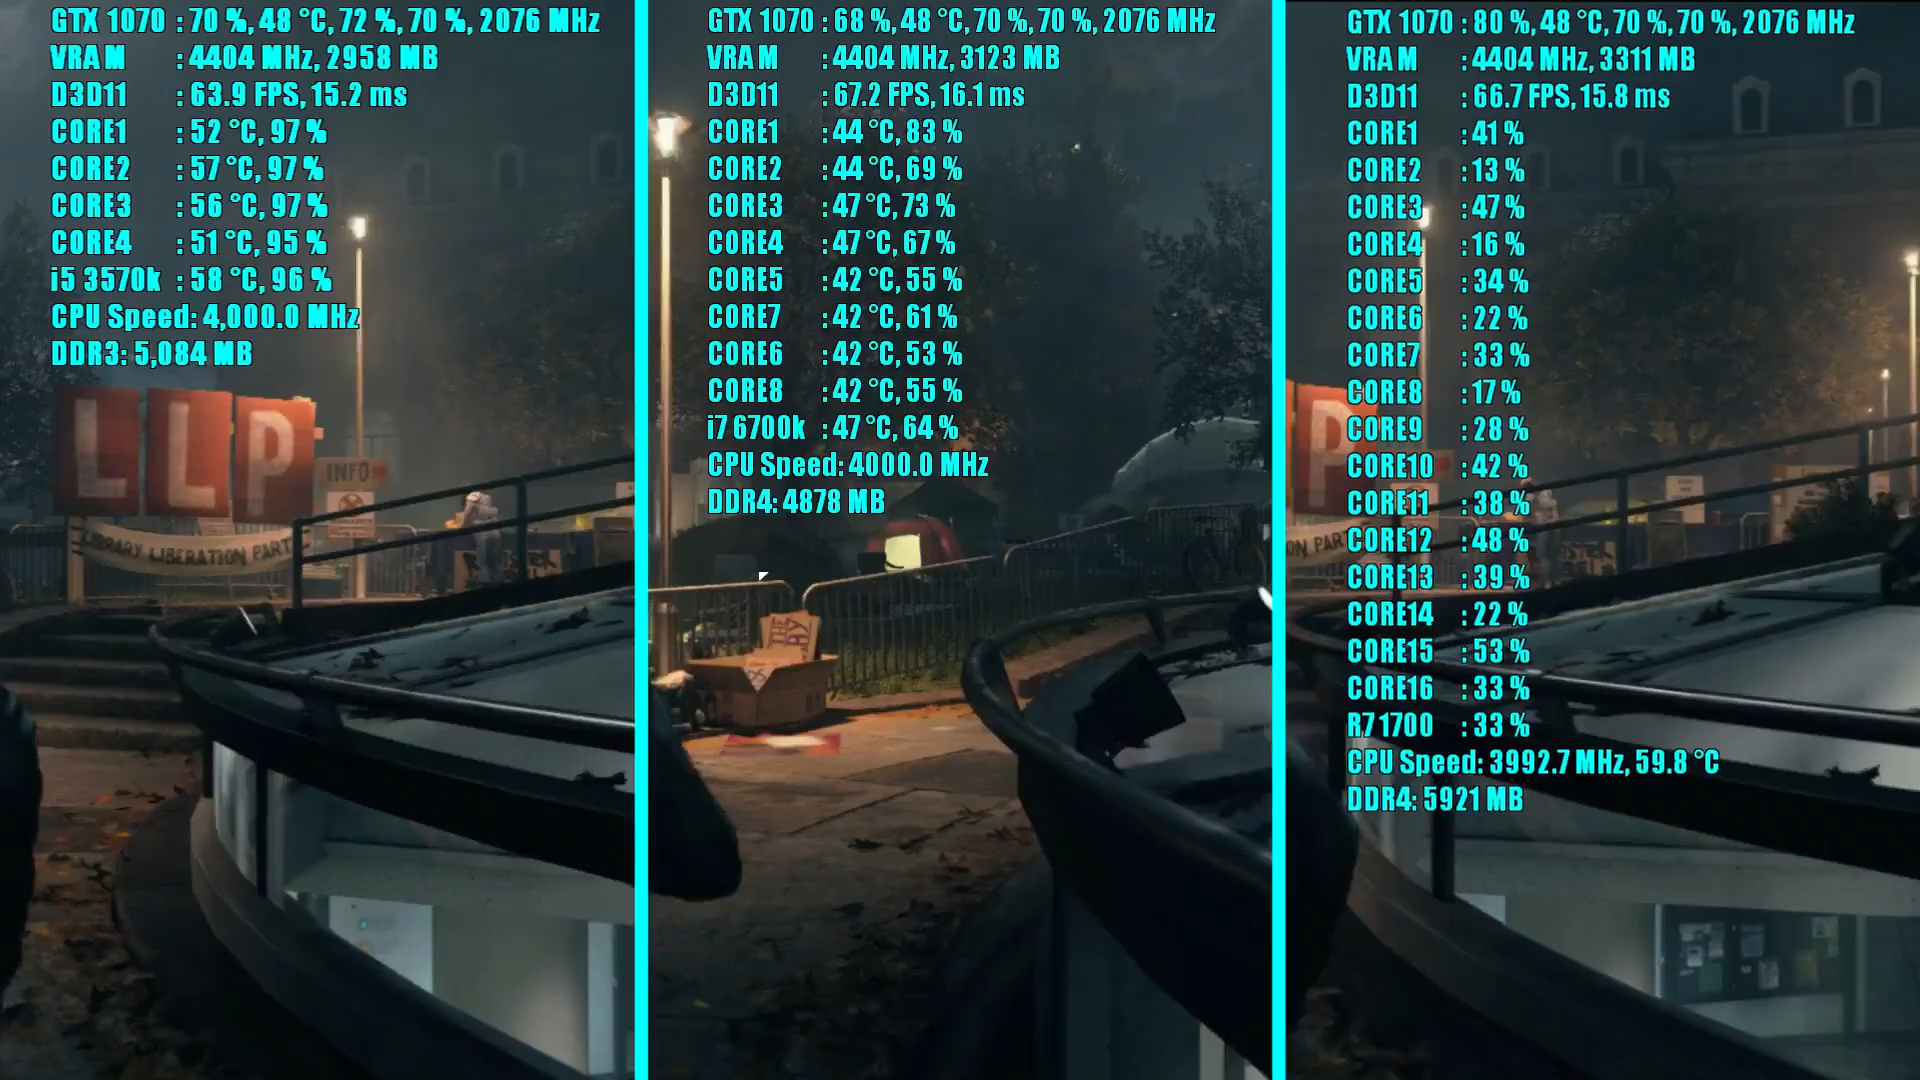 GTX 1070 : 70 %, 48 °C, 72 %, 70 %, 2076 MHz
VRAM : 4404 MHz, 2958 MB
D3D11 : 63.9 FPS, 15.2 ms
CORE1 : 52 °C, 97 %
CORE2 : 57 °C, 97 %
CORE3 : 56 °C, 97 %
CORE4 : 51 °C, 95 %
i5 3570k : 58 °C, 96 %
CPU Speed: 4,000.0 MHz
DDR3: 5,084 MB
LLP
INFO
LIBRARY LIBERATION PART
GTX 1070 : 68 %, 48 °C, 70 %, 70 %, 2076 MHz
VRAM : 4404 MHz, 3123 MB
D3D11 : 67.2 FPS, 16.1 ms
CORE1 : 44 °C, 83 %
CORE2 : 44 °C, 69 %
CORE3 : 47 °C, 73 %
CORE4 : 47 °C, 67 %
CORE5 : 42 °C, 55 %
CORE7 : 42 °C, 61 %
CORE6 : 42 °C, 53 %
CORE8 : 42 °C, 55 %
i7 6700k : 47 °C, 64 %
CPU Speed: 4000.0 MHz
DDR4: 4878 MB
THE
GTX 1070 : 80 %, 48 °C, 70 %, 70 %, 2076 MHz
VRAM : 4404 MHz, 3311 MB
D3D11 : 66.7 FPS, 15.8 ms
CORE1 : 41 %
CORE2 : 13 %
CORE3 : 47 %
CORE4 : 16 %
CORE5 : 34 %
CORE6 : 22 %
CORE7 : 33 %
CORE8 : 17 %
CORE9 : 28 %
CORE10 : 42 %
CORE11 : 38 %
CORE12 : 48 %
CORE13 : 39 %
CORE14 : 22 %
CORE15 : 53 %
CORE16 : 33 %
R7 1700 : 33 %
CPU Speed: 3992.7 MHz, 59.8 °C
DDR4: 5921 MB
P
ON PAR